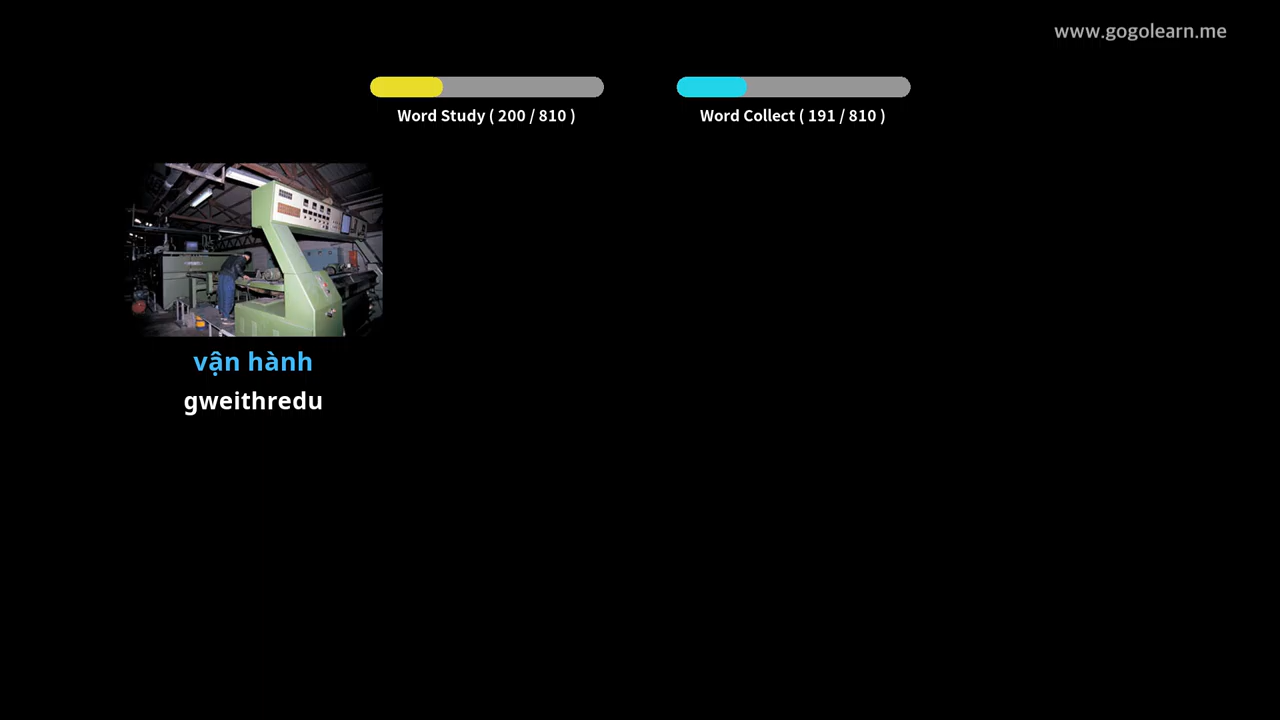 www.gogolearn.me
Word Study ( 200 / 810 )
Word Collect ( 191 / 810 )
vận hành
gweithredu